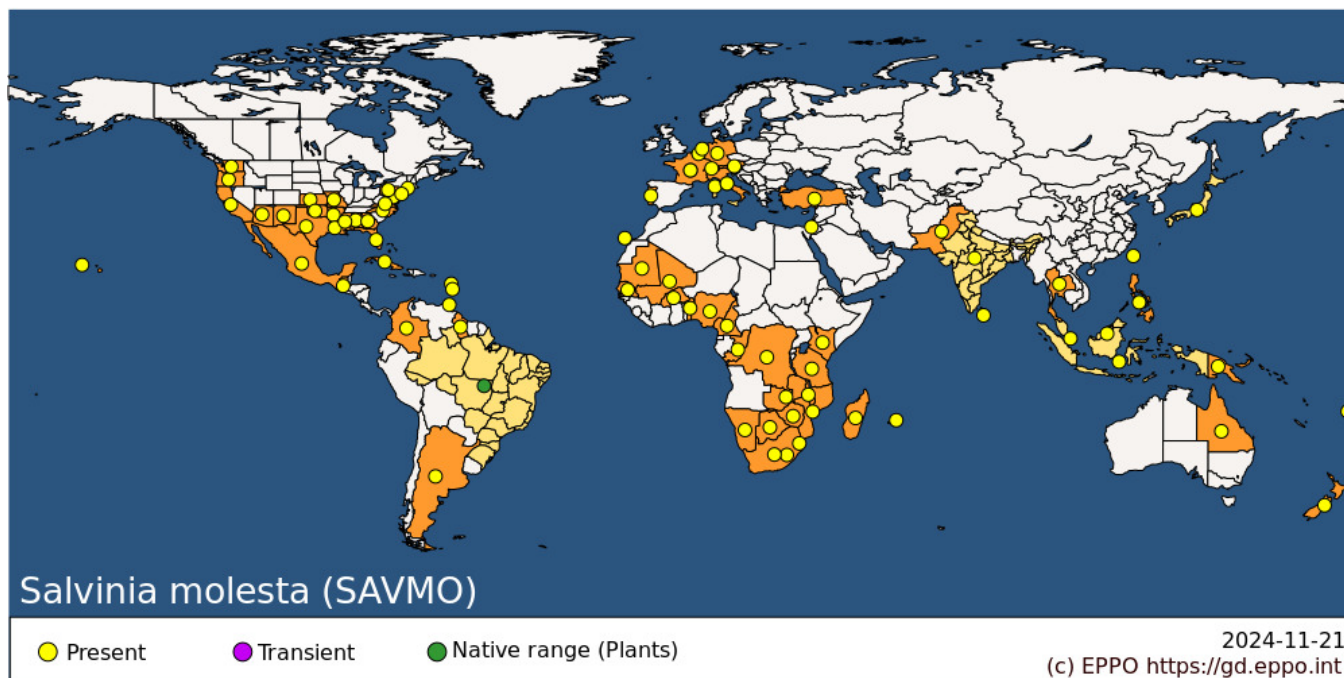 Salvinia molesta (SAVMO)
Present
Transient
Native range (Plants)
2024-11-21
(c) EPPO https://gd.eppo.int